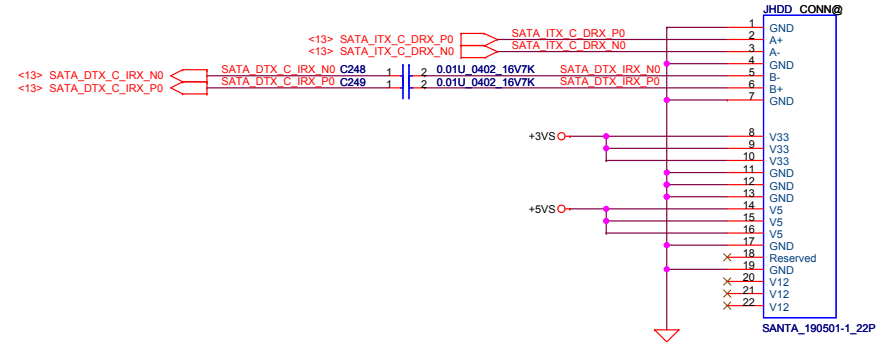 JHDD CONN@
1 GND
<13> SATA_ITX_C_DRX_P0 SATA_ITX_C_DRX_P0 2 A+
<13> SATA_ITX_C_DRX_N0 SATA_ITX_C_DRX_N0 3 A-
4 GND
<13> SATA_DTX_C_IRX_N0 SATA_DTX_C_IRX_N0 C248 1 2 0.01U_0402_16V7K SATA_DTX_IRX_N0 5 B-
<13> SATA_DTX_C_IRX_P0 SATA_DTX_C_IRX_P0 C249 1 2 0.01U_0402_16V7K SATA_DTX_IRX_P0 6 B+
7 GND
+3VS 8 V33
9 V33
10 V33
11 GND
12 GND
13 GND
+5VS 14 V5
15 V5
16 V5
17 GND
18 Reserved
19 GND
20 V12
21 V12
22 V12
SANTA_190501-1_22P